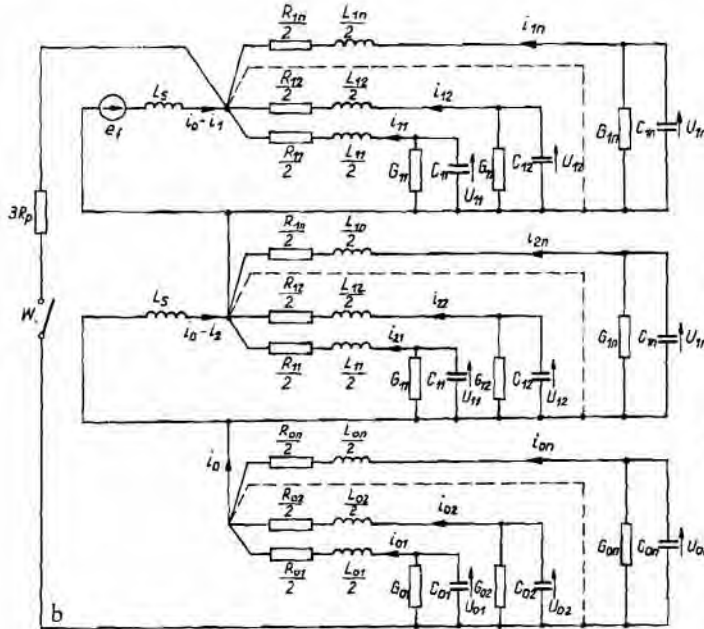 R1n/2 L1n/2 i1n
R12/2 L12/2 i12
ef Ls i0-i1 i11
R11/2 L11/2 G11 C11 U11 G12 C12 U12 G1n C1n U1n
3Rp
R1n/2 L1n/2 i2n
W Ls R12/2 L12/2 i22
i0-i2 i21
R11/2 L11/2 G11 C11 U11 G12 C12 U12 G1n C1n U1n
i0 R0n/2 L0n/2 i0n
R02/2 L02/2 i02
i01
R01/2 L01/2 G01 C01 U01 G02 C02 U02 G0n C0n
b